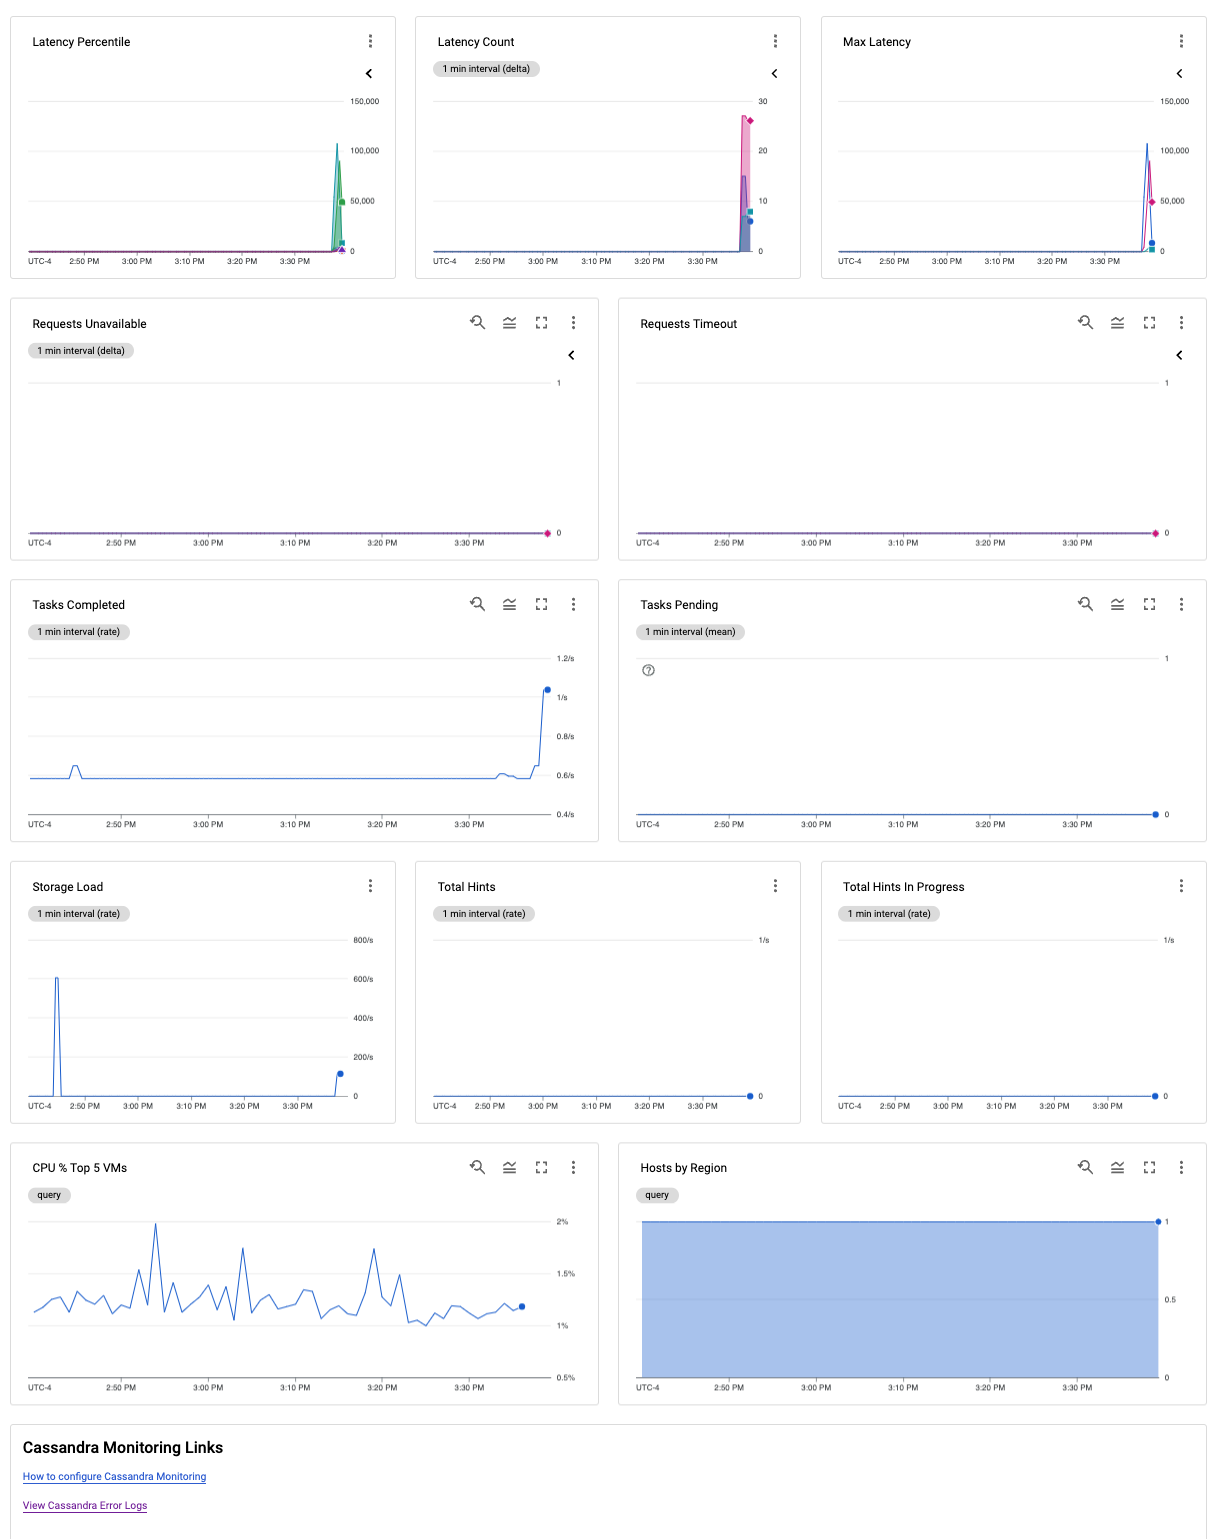 Latency Percentile
150,000
100,000
50,000
0
UTC-4 2:50 PM 3:00 PM 3:10 PM 3:20 PM 3:30 PM
Latency Count
1 min interval (delta)
30
20
10
0
UTC-4 2:50 PM 3:00 PM 3:10 PM 3:20 PM 3:30 PM
Max Latency
150,000
100,000
50,000
0
UTC-4 2:50 PM 3:00 PM 3:10 PM 3:20 PM 3:30 PM
Requests Unavailable
1 min interval (delta)
1
0
UTC-4 2:50 PM 3:00 PM 3:10 PM 3:20 PM 3:30 PM
Requests Timeout
1
0
UTC-4 2:50 PM 3:00 PM 3:10 PM 3:20 PM 3:30 PM
Tasks Completed
1 min interval (rate)
1.2/s
1/s
0.8/s
0.6/s
0.4/s
UTC-4 2:50 PM 3:00 PM 3:10 PM 3:20 PM 3:30 PM
Tasks Pending
1 min interval (mean)
1
?
0
UTC-4 2:50 PM 3:00 PM 3:10 PM 3:20 PM 3:30 PM
Storage Load
1 min interval (rate)
800/s
600/s
400/s
200/s
0
UTC-4 2:50 PM 3:00 PM 3:10 PM 3:20 PM 3:30 PM
Total Hints
1 min interval (rate)
1/s
0
UTC-4 2:50 PM 3:00 PM 3:10 PM 3:20 PM 3:30 PM
Total Hints In Progress
1 min interval (rate)
1/s
0
UTC-4 2:50 PM 3:00 PM 3:10 PM 3:20 PM 3:30 PM
CPU % Top 5 VMs
query
2%
1.5%
1%
0.5%
UTC-4 2:50 PM 3:00 PM 3:10 PM 3:20 PM 3:30 PM
Hosts by Region
query
1
0.5
0
UTC-4 2:50 PM 3:00 PM 3:10 PM 3:20 PM 3:30 PM
Cassandra Monitoring Links
How to configure Cassandra Monitoring
View Cassandra Error Logs